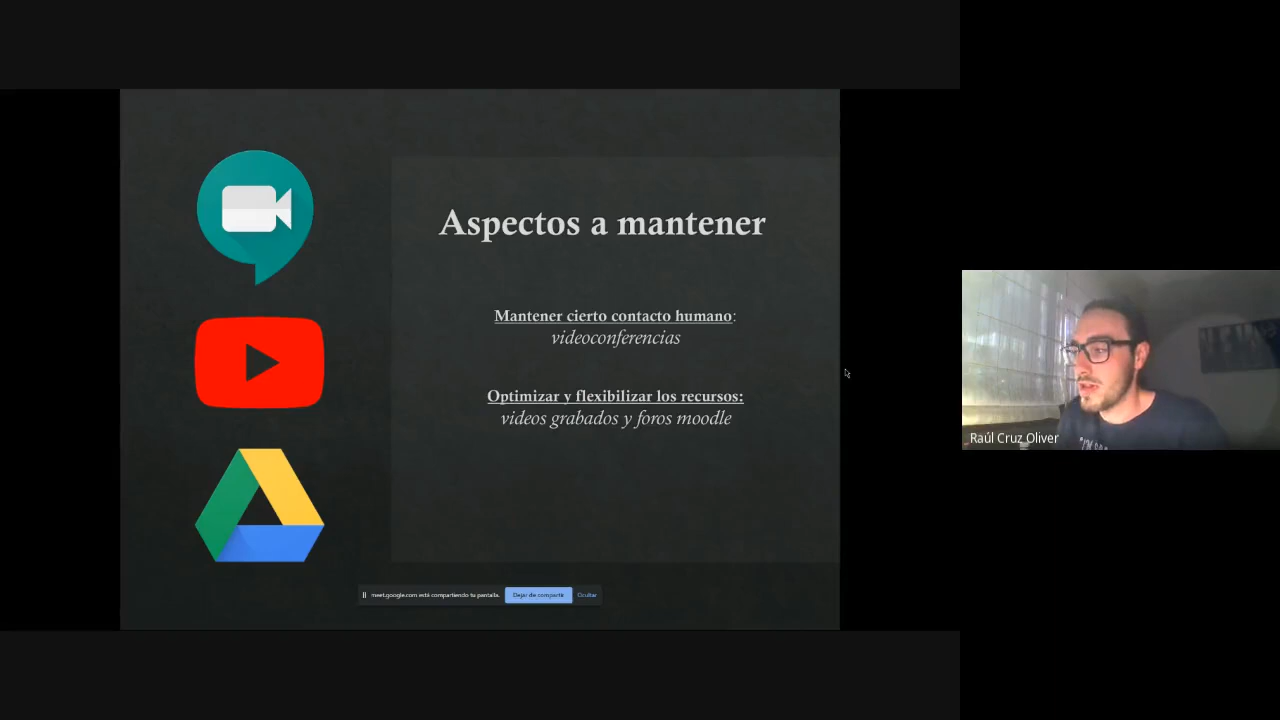 Aspectos a mantener
Mantener cierto contacto humano:
videoconferencias
Optimizar y flexibilizar los recursos:
videos grabados y foros moodle
meet.google.com está compartiendo tu pantalla.
Dejar de compartir
Ocultar
Raúl Cruz Oliver